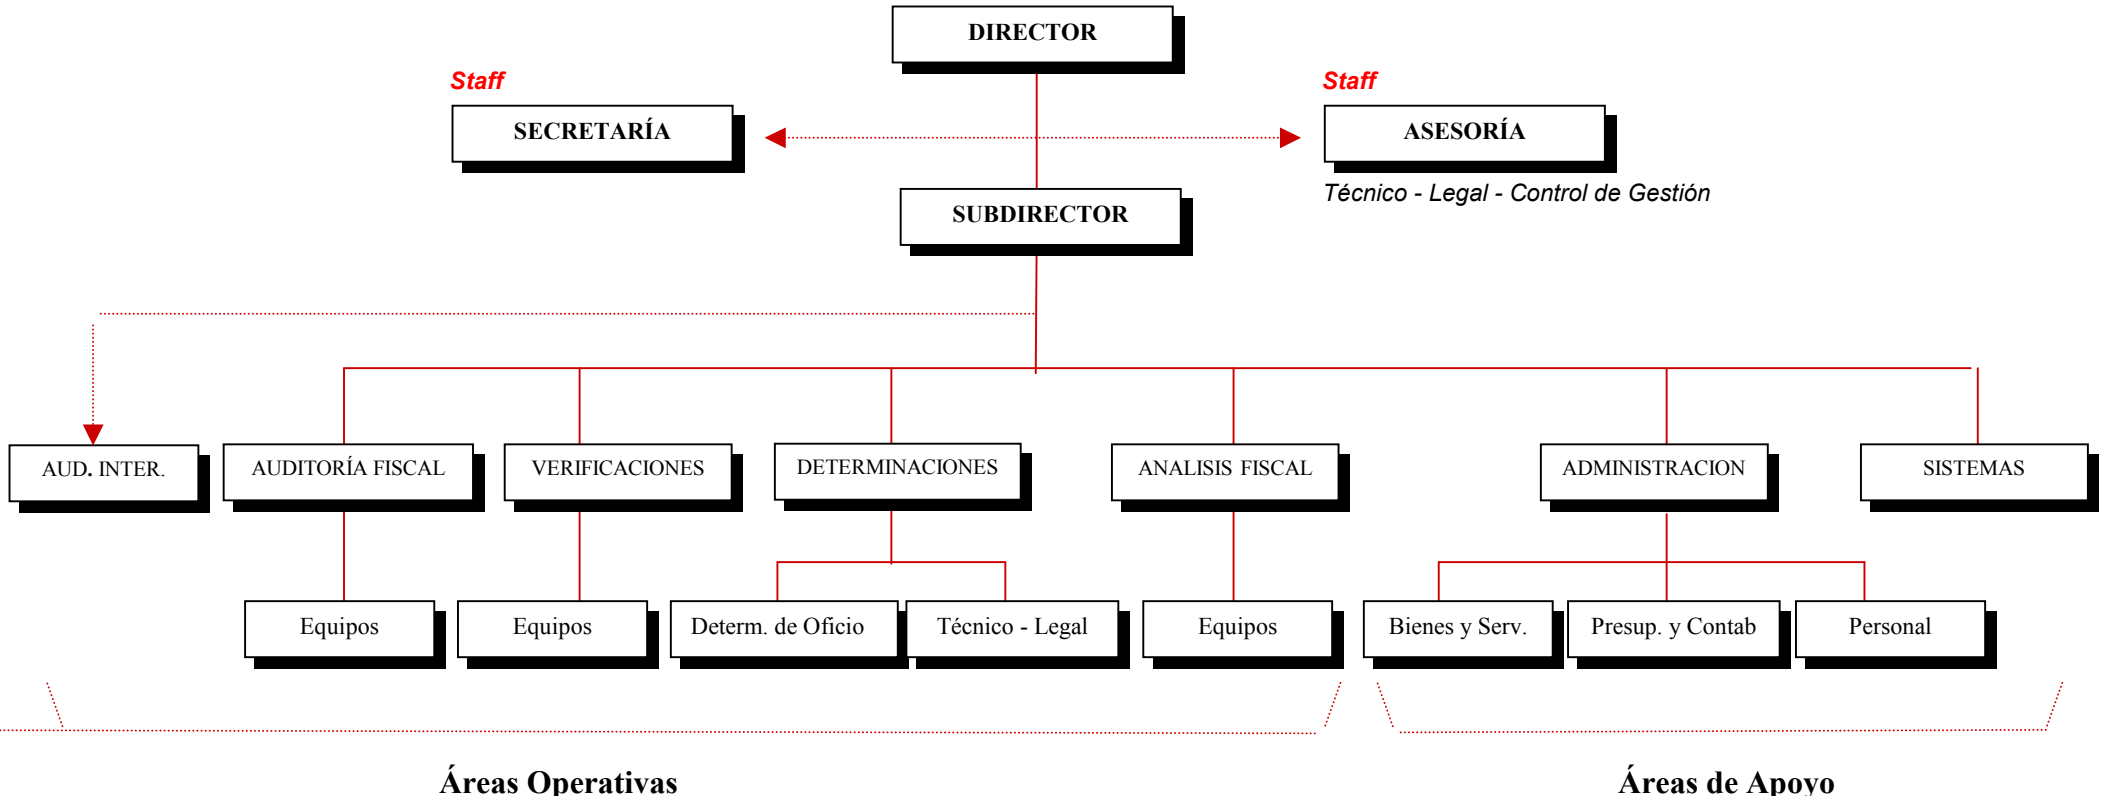 DIRECTOR
Staff
Staff
SECRETARÍA
ASESORÍA
Técnico - Legal - Control de Gestión
SUBDIRECTOR
AUD. INTER.
AUDITORÍA FISCAL
VERIFICACIONES
DETERMINACIONES
ANALISIS FISCAL
ADMINISTRACION
SISTEMAS
Equipos
Equipos
Determ. de Oficio
Técnico - Legal
Equipos
Bienes y Serv.
Presup. y Contab
Personal
Áreas Operativas
Áreas de Apoyo